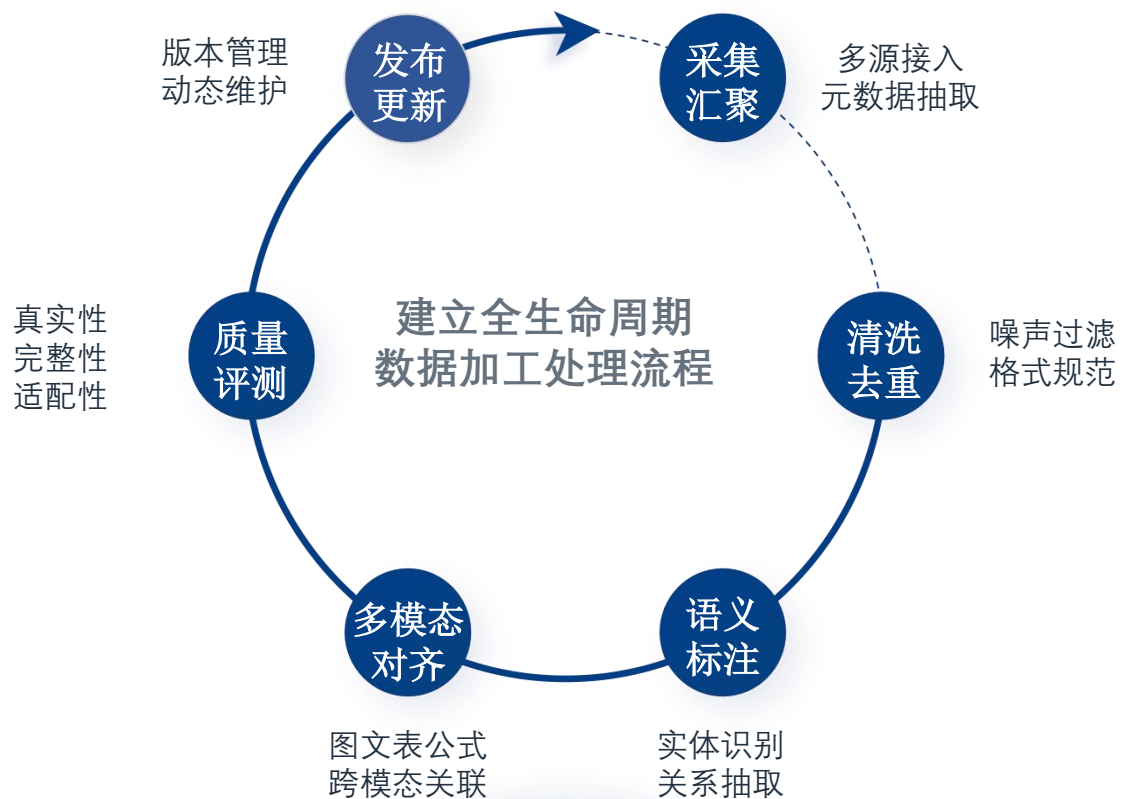 发布
更新
版本管理
动态维护
采集
汇聚
多源接入
元数据抽取
清洗
去重
噪声过滤
格式规范
建立全生命周期
数据加工处理流程
质量
评测
真实性
完整性
适配性
语义
标注
实体识别
关系抽取
多模态
对齐
图文表公式
跨模态关联